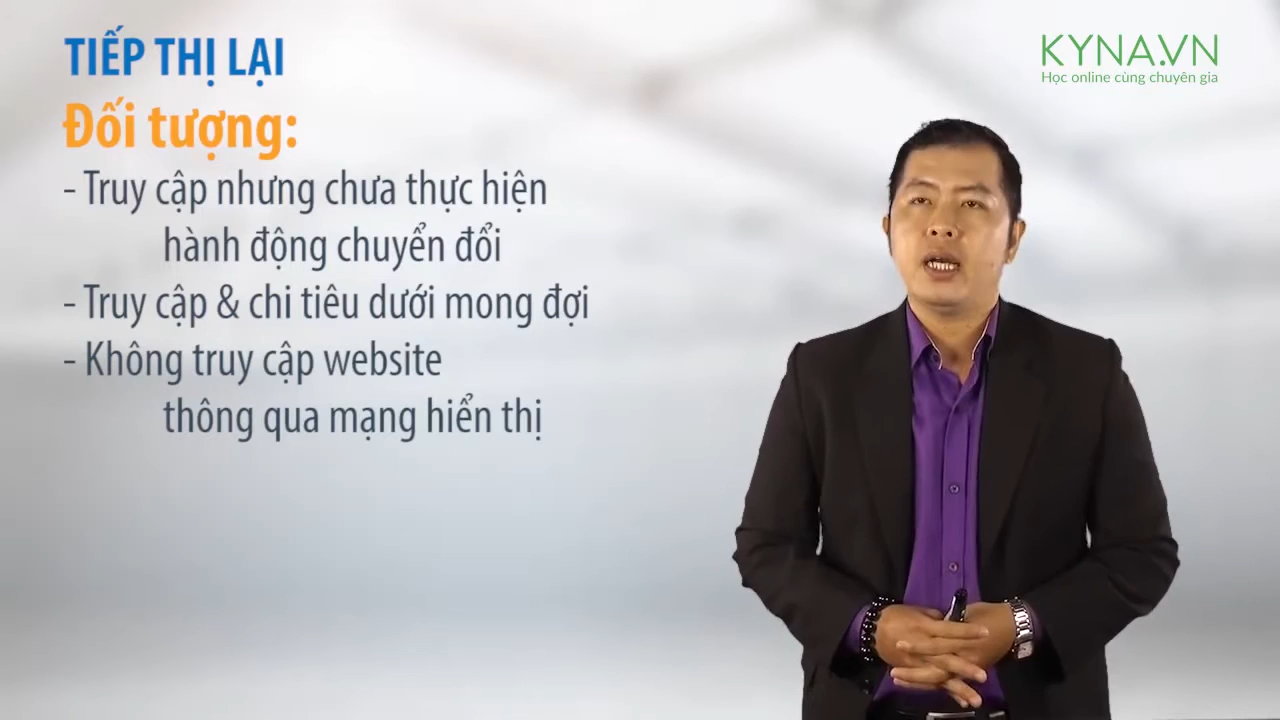 TIẾP THỊ LẠI
Đối tượng:
- Truy cập nhưng chưa thực hiện
hành động chuyển đổi
- Truy cập & chi tiêu dưới mong đợi
- Không truy cập website
thông qua mạng hiển thị
KYNA.VN
Học online cùng chuyên gia